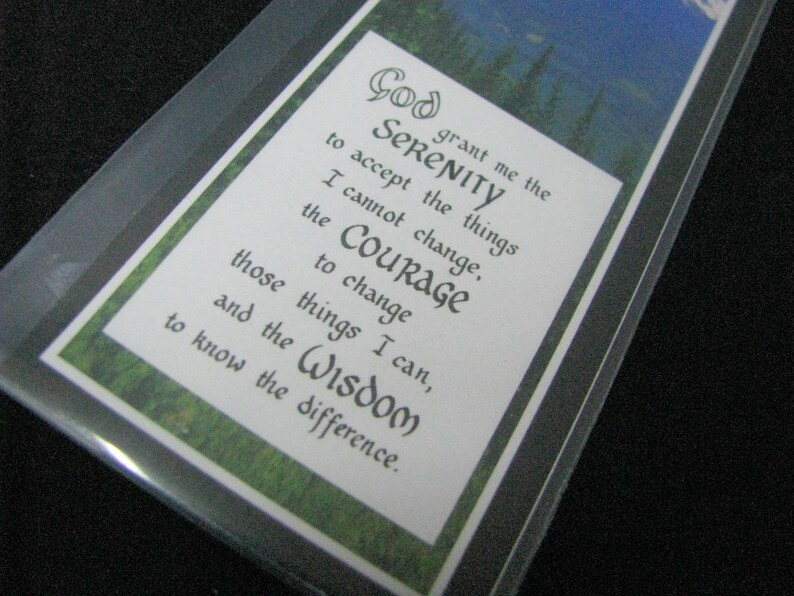 God
grant me the
SERENITY
to accept the things
I cannot change,
the COURAGE
to change
those things I can,
and the WISDOM
to know the difference.